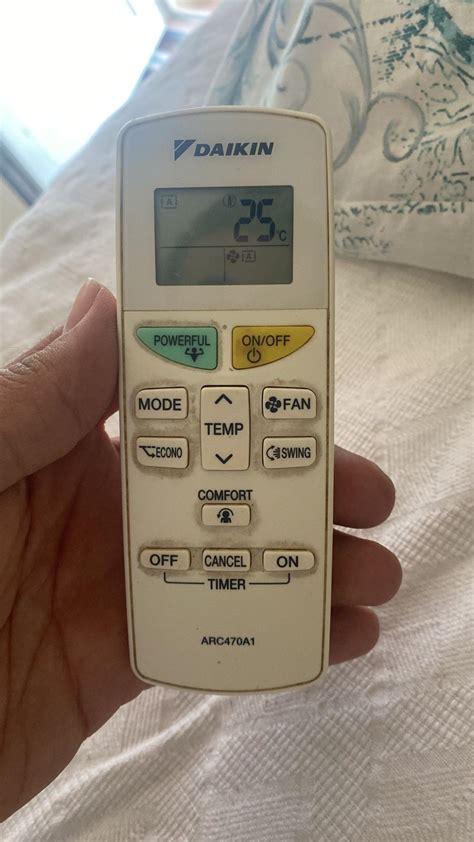 DAIKIN
A
25 °C
A
POWERFUL ON/OFF
MODE TEMP FAN
ECONO SWING
COMFORT
OFF CANCEL ON
TIMER
ARC470A1